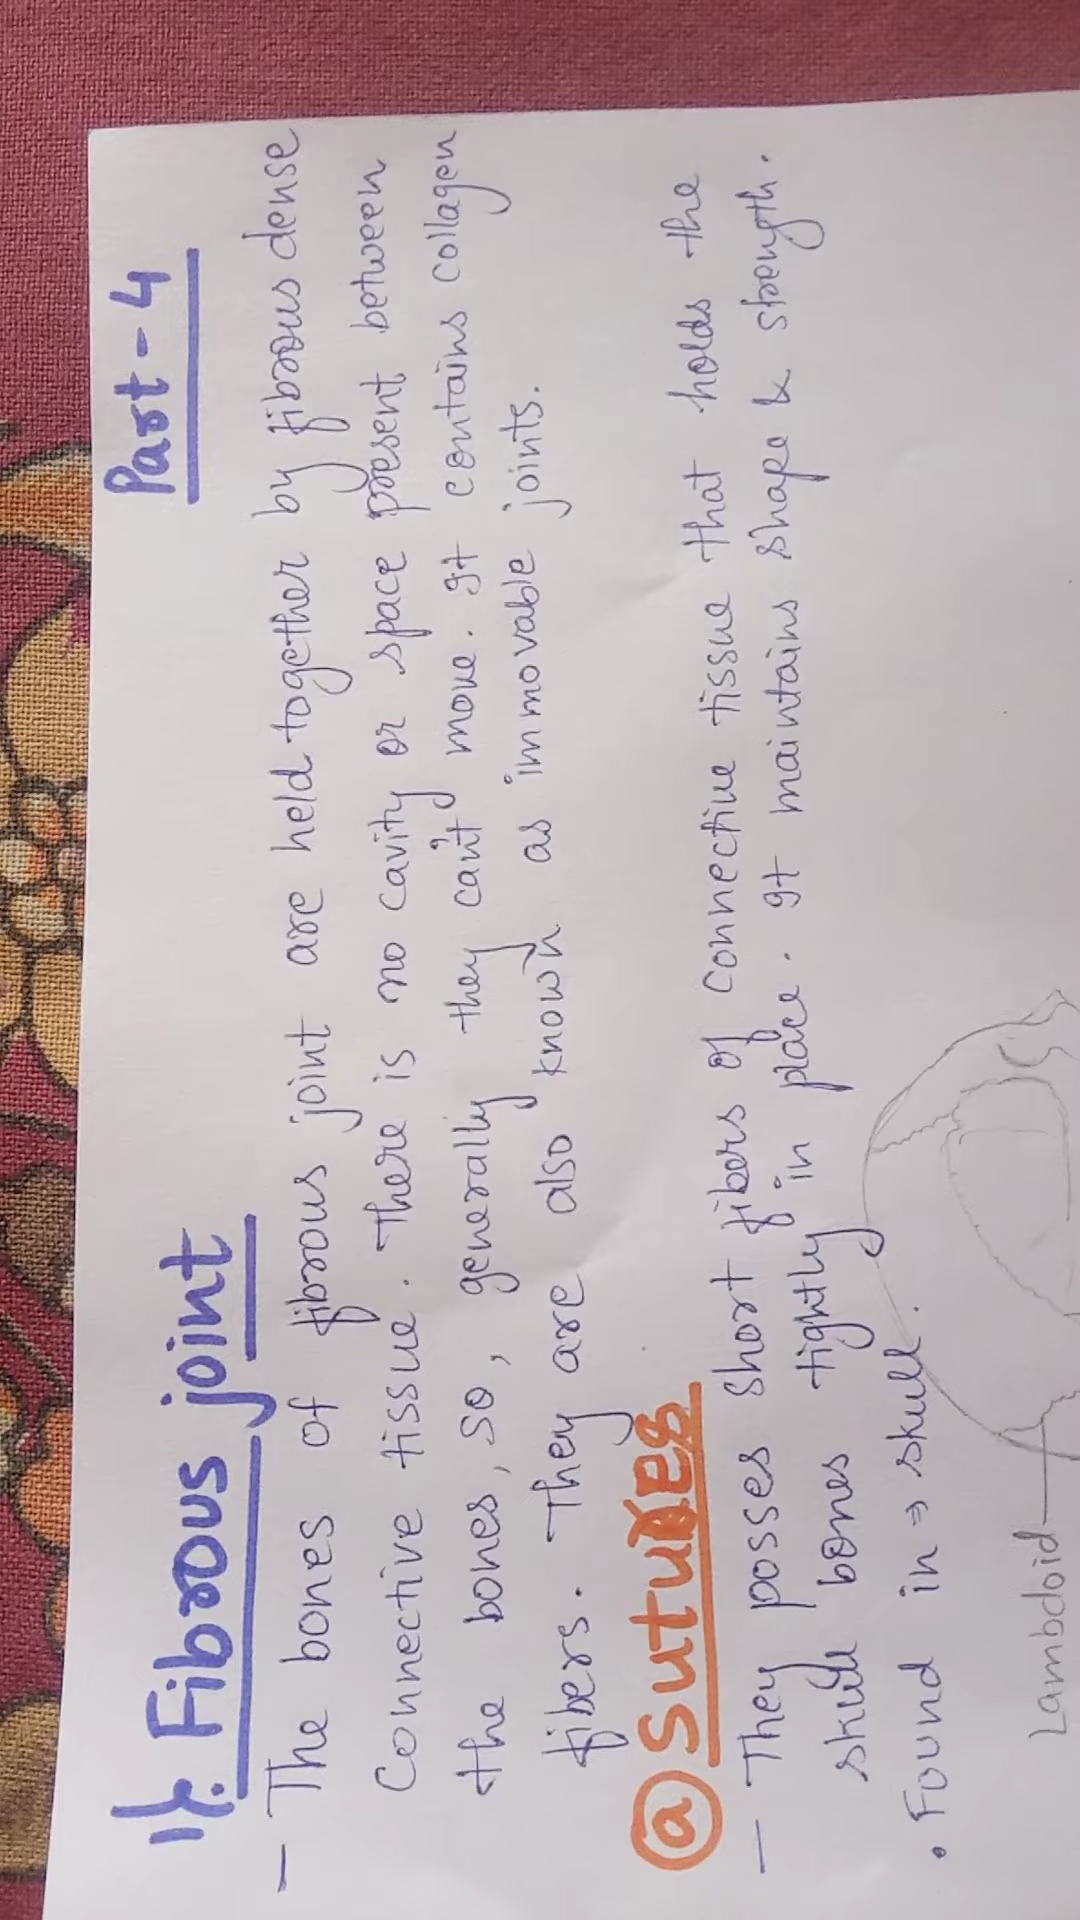 Part - 4
1}. Fibrous joint
- The bones of fibrous joint are held together by fibrous dense
Connective tissue. There is no cavity or space present between
the bones, so, generally they can't move. It contains collagen
fibers. They are also known as immovable joints.
(a) Sutures
- They posses short fibers of connective tissue that holds the
skull bones tightly in place. It maintains shape & strength.
• Found in ⇒ skull.
Lambdoid